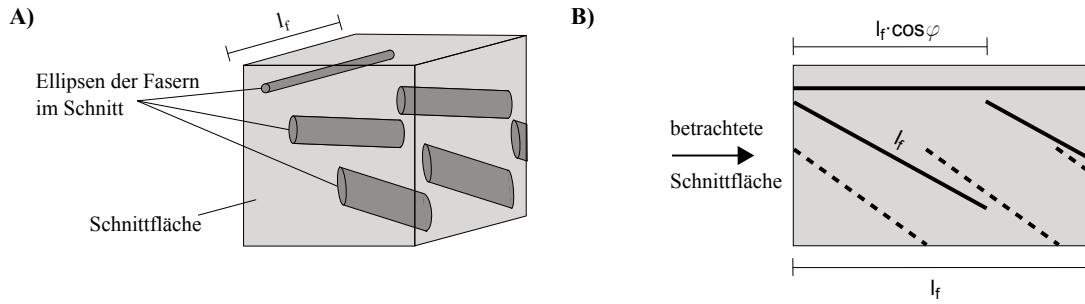 A)
l_f
Ellipsen der Fasern
im Schnitt
Schnittfläche
B)
l_f·cosφ
betrachtete
Schnittfläche
l_f
l_f